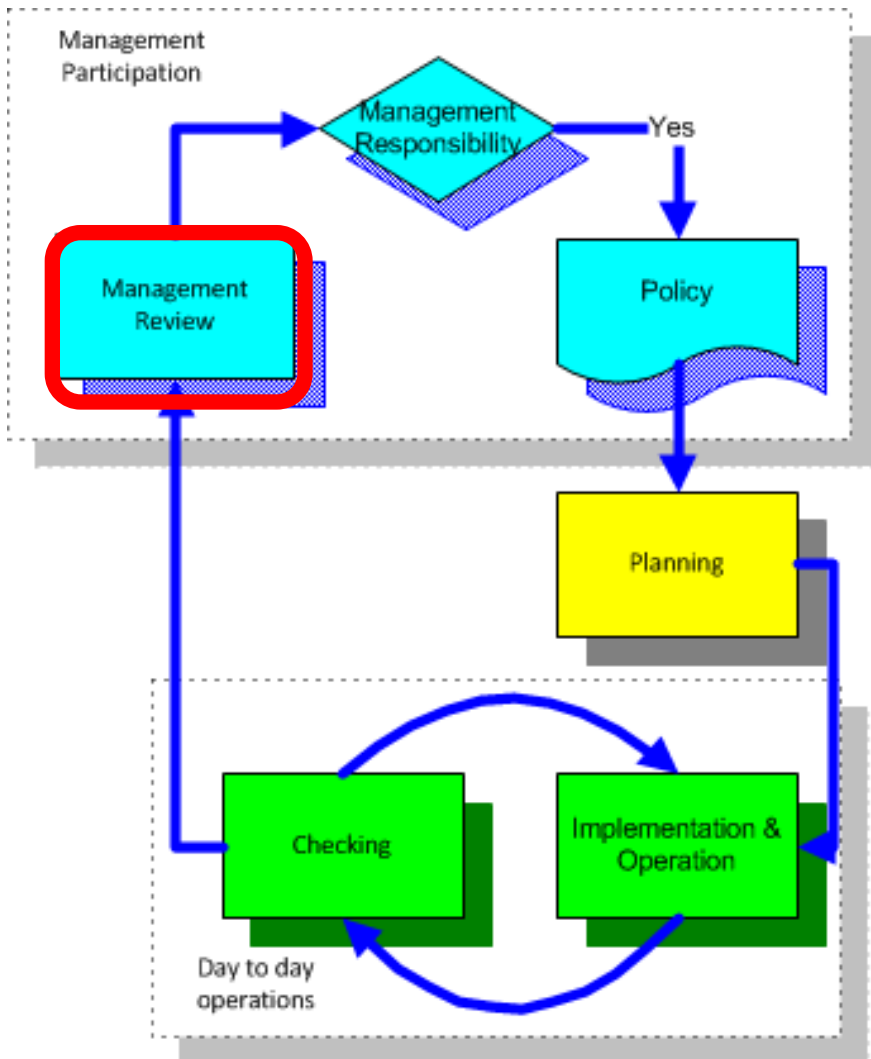 Management
Participation
Management
Responsibility
Yes
Management
Review
Policy
Planning
Checking
Implementation &
Operation
Day to day
operations